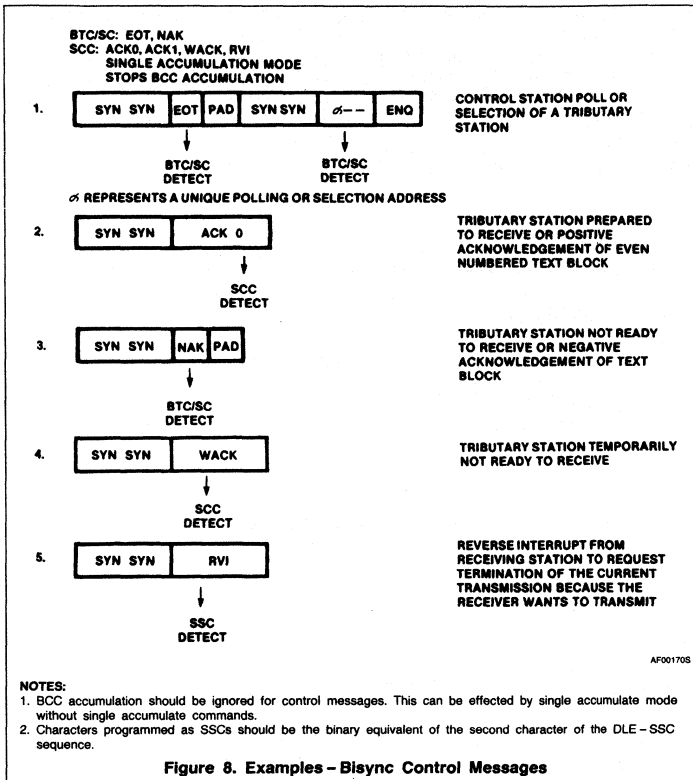 BTC/SC: EOT, NAK
SCC: ACK0, ACK1, WACK, RVI
SINGLE ACCUMULATION MODE
STOPS BCC ACCUMULATION
1. SYN SYN EOT PAD SYN SYN ∅-- ENQ
CONTROL STATION POLL OR
SELECTION OF A TRIBUTARY
STATION
BTC/SC
DETECT
BTC/SC
DETECT
∅ REPRESENTS A UNIQUE POLLING OR SELECTION ADDRESS
2. SYN SYN ACK 0
TRIBUTARY STATION PREPARED
TO RECEIVE OR POSITIVE
ACKNOWLEDGEMENT OF EVEN
NUMBERED TEXT BLOCK
SCC
DETECT
3. SYN SYN NAK PAD
TRIBUTARY STATION NOT READY
TO RECEIVE OR NEGATIVE
ACKNOWLEDGEMENT OF TEXT
BLOCK
BTC/SC
DETECT
4. SYN SYN WACK
TRIBUTARY STATION TEMPORARILY
NOT READY TO RECEIVE
SCC
DETECT
5. SYN SYN RVI
REVERSE INTERRUPT FROM
RECEIVING STATION TO REQUEST
TERMINATION OF THE CURRENT
TRANSMISSION BECAUSE THE
RECEIVER WANTS TO TRANSMIT
SSC
DETECT
AF00170S
NOTES:
1. BCC accumulation should be ignored for control messages. This can be effected by single accumulate mode
without single accumulate commands.
2. Characters programmed as SSCs should be the binary equivalent of the second character of the DLE – SSC
sequence.
Figure 8. Examples – Bisync Control Messages